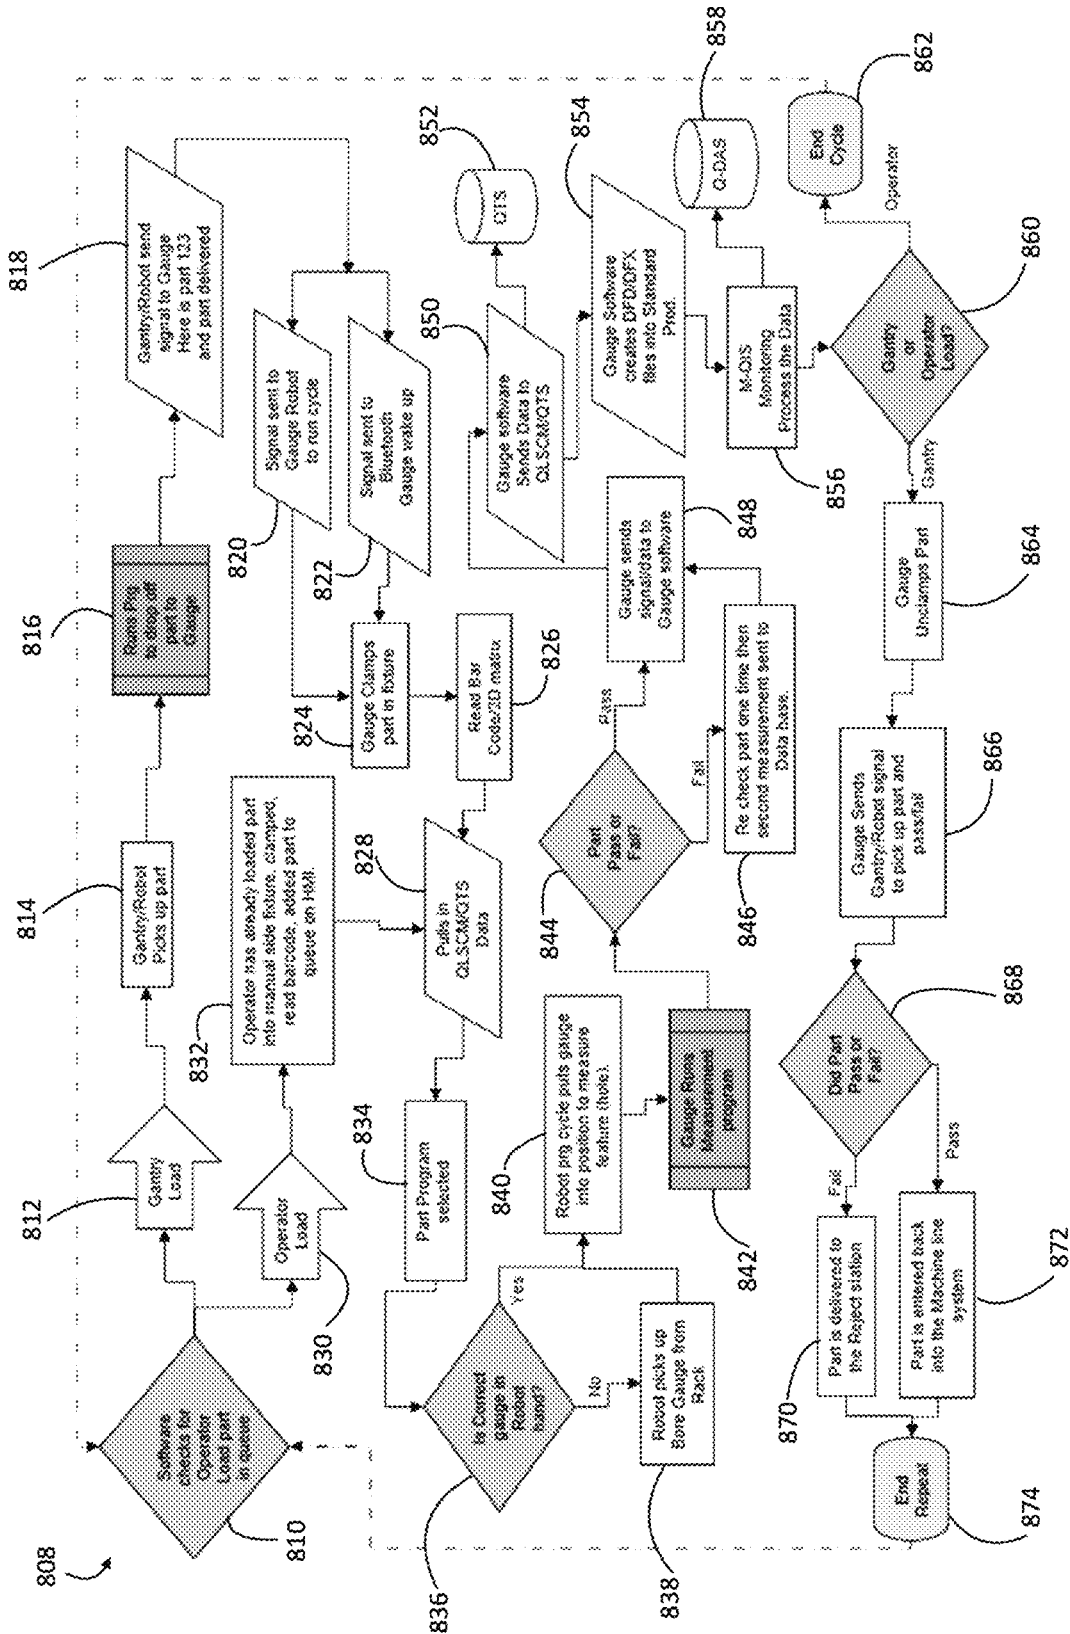 808
810
Software
checks for
Operator
Load part
in queue
812
Gantry
Load
814
Gantry/Robot
Picks up part
816
Runs Prg
to drop off
part to
Gauge
818
Gantry/Robot send
signal to Gauge
Here is part 123
and part delivered
820
Signal sent to
Gauge Robot
to run cycle
822
Signal sent to
Bluetooth
Gauge wake up
824
Gauge Clamps
part in fixture
826
Read Bar
Code/2D matrix
828
Pulls in
QLSCM/QTS
Data
830
Operator
Load
832
Operator has already loaded part
into manual side fixture, clamped,
read barcode, added part to
queue on HMI.
834
Part Program
selected
836
Is Correct
gauge in
Robot
hand?
Yes
No
838
Robot picks up
Bore Gauge from
Rack
840
Robot prg cycle puts gauge
into position to measure
feature (hole).
842
Gauge Runs
Measurement
program
844
Part
Pass or
Fail?
Pass
Fail
846
Re check part one time then
second measurement sent to
Data base.
848
Gauge sends
signal/data to
Gauge software
850
Gauge software
Sends Data to
QLSCM/QTS
852
QTS
854
Gauge Software
creates DFD/DFX
files into Standard
Prod.
856
M-QIS
Monitoring
Process the Data
858
Q-DAS
860
Gantry
or
Operator
Load?
Operator
Gantry
862
End
Cycle
864
Gauge
Unclamps Part
866
Gauge Sends
Gantry/Robot signal
to pick up part and
pass/fail
868
Did Part
Pass or
Fail?
Fail
Pass
870
Part is delivered to
the Reject station
872
Part is entered back
into the Machine line
system
874
End
Repeat